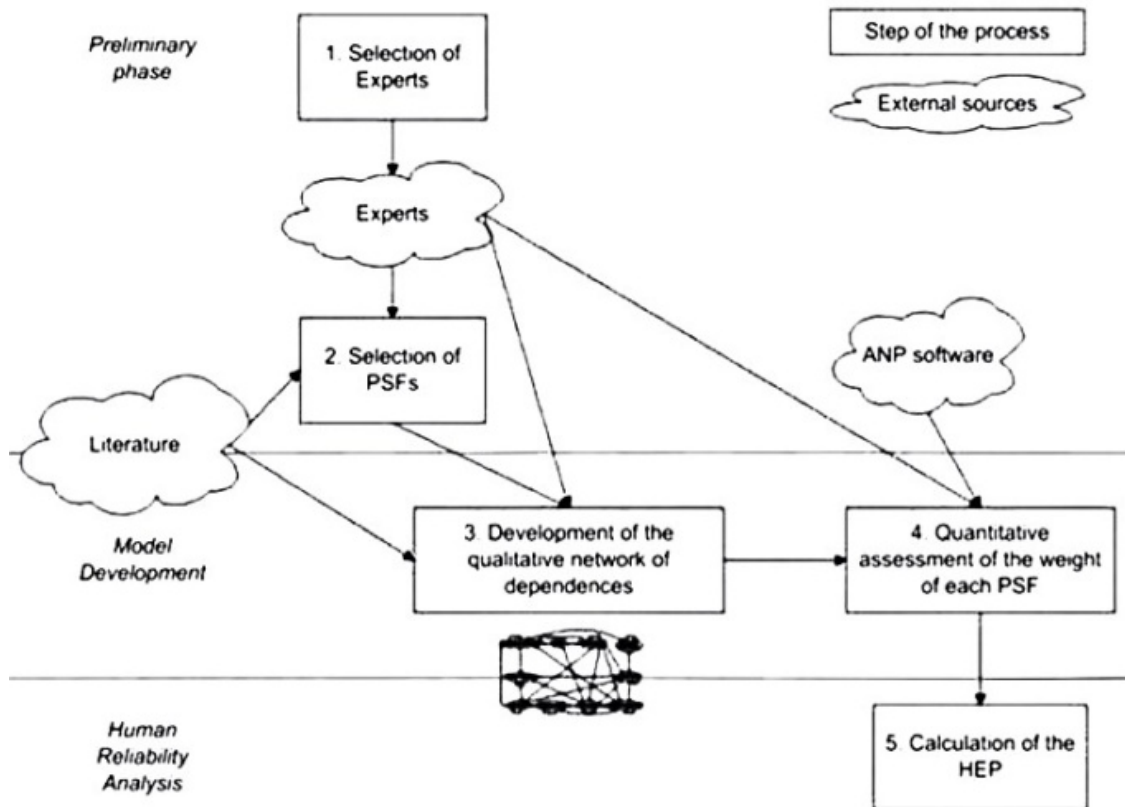 Preliminary
phase
1. Selection of
Experts
Step of the process
External sources
Experts
2. Selection of
PSFs
ANP software
Literature
Model
Development
3. Development of the
qualitative network of
dependences
4. Quantitative
assessment of the weight
of each PSF
Human
Reliability
Analysis
5. Calculation of the
HEP